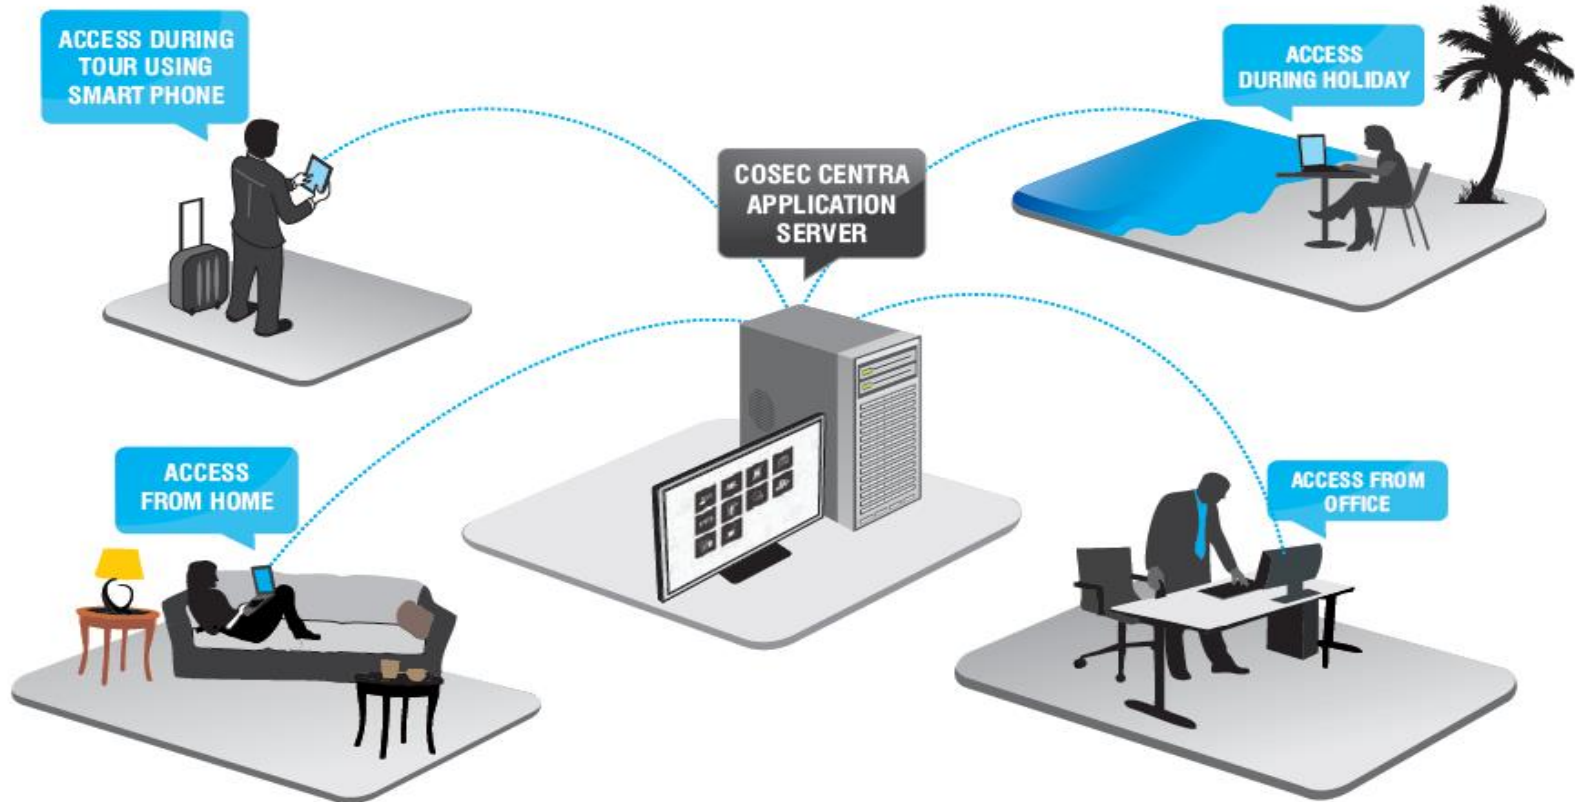 ACCESS DURING
TOUR USING
SMART PHONE
ACCESS
DURING HOLIDAY
COSEC CENTRA
APPLICATION
SERVER
ACCESS
FROM HOME
ACCESS FROM
OFFICE